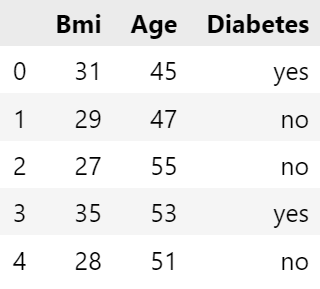 Bmi Age Diabetes
0 31 45 yes
1 29 47 no
2 27 55 no
3 35 53 yes
4 28 51 no